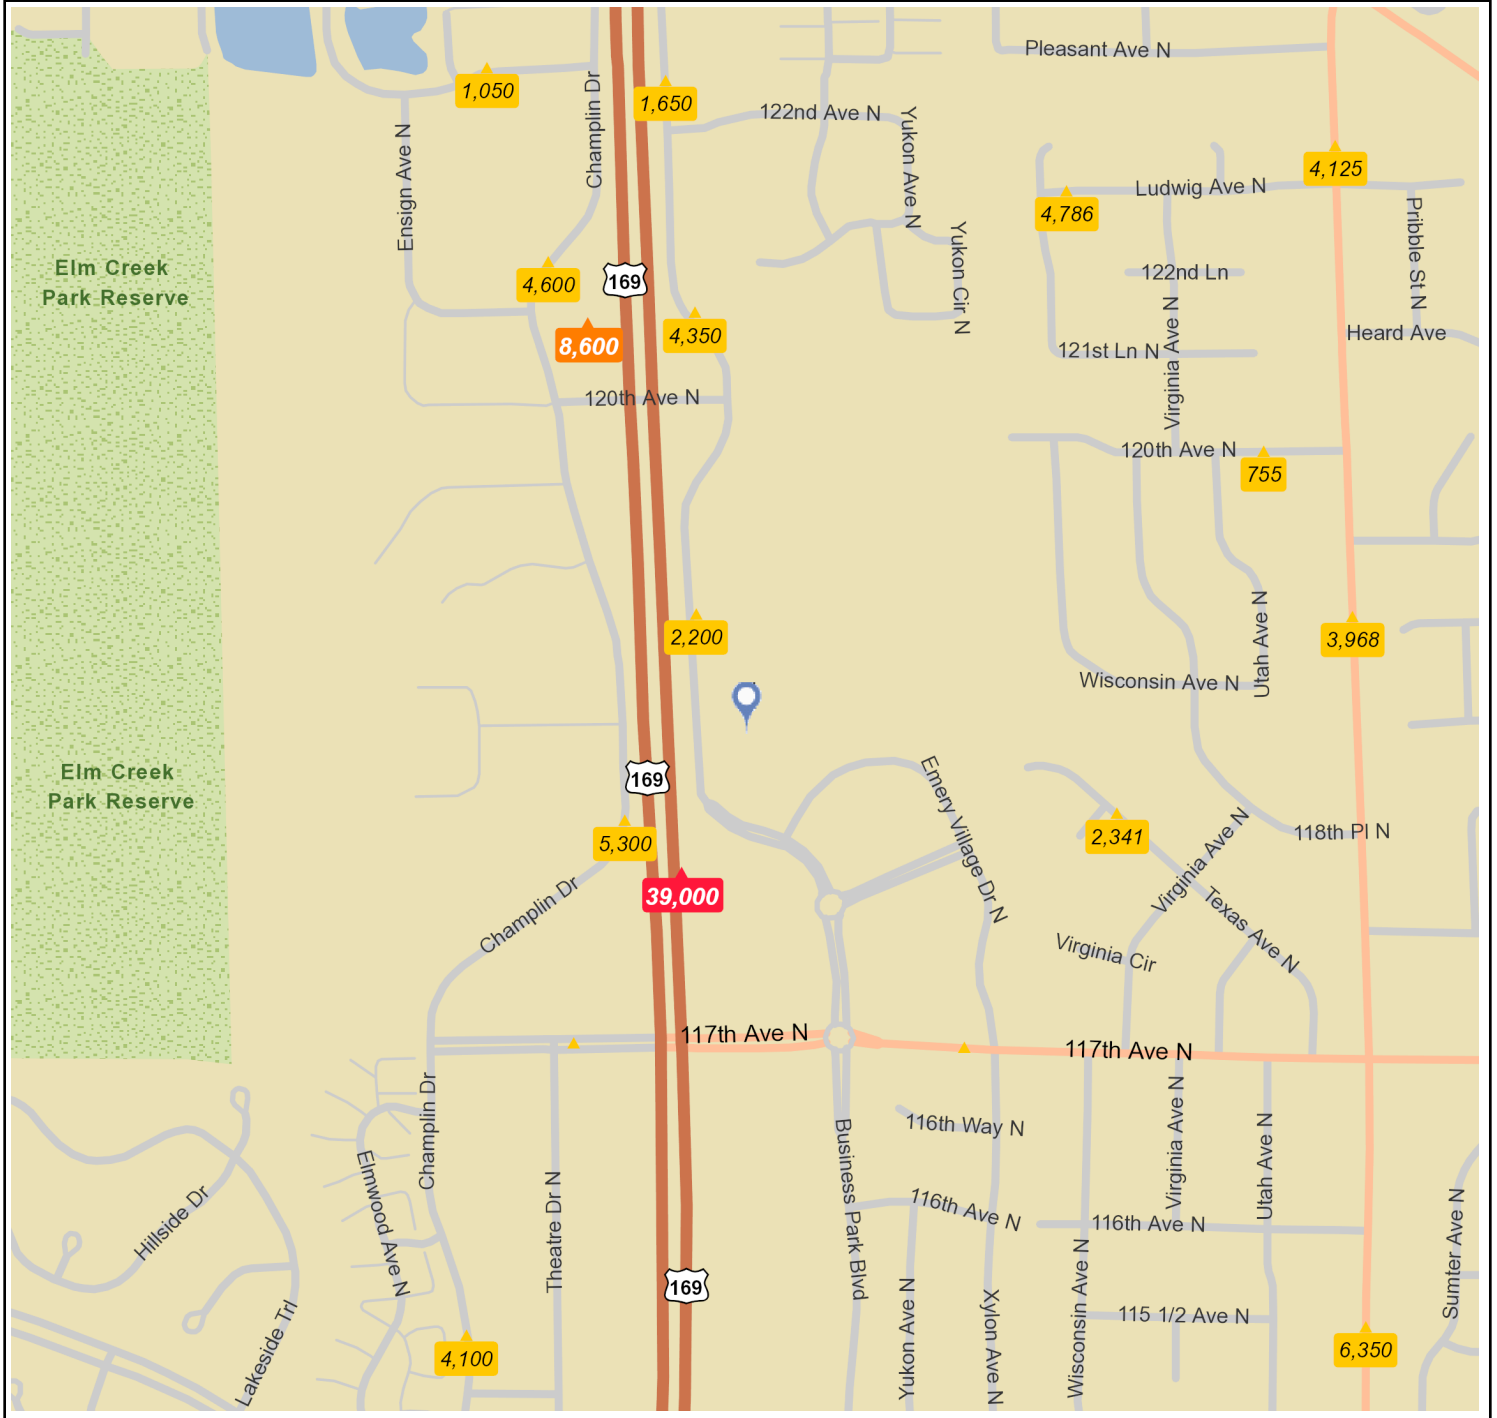 Pleasant Ave N
1,050
Champlin Dr
1,650
122nd Ave N
Yukon Ave N
Ensign Ave N
4,125
Ludwig Ave N
4,786
Pribble St N
Yukon Cir N
Elm Creek
Park Reserve
4,600
169
122nd Ln
4,350
8,600
Heard Ave
121st Ln N
Virginia Ave N
120th Ave N
120th Ave N
755
2,200
Utah Ave N
3,968
Wisconsin Ave N
Elm Creek
Park Reserve
169
Emery Village Dr N
5,300
2,341
118th Pl N
Virginia Ave N
39,000
Champlin Dr
Texas Ave N
Virginia Cir
117th Ave N
117th Ave N
Champlin Dr
116th Way N
Virginia Ave N
Utah Ave N
Business Park Blvd
Elmwood Ave N
Hillside Dr
Theatre Dr N
116th Ave N
116th Ave N
Sumter Ave N
169
Wisconsin Ave N
115 1/2 Ave N
Yukon Ave N
Xylon Ave N
Lakeside Trl
4,100
6,350